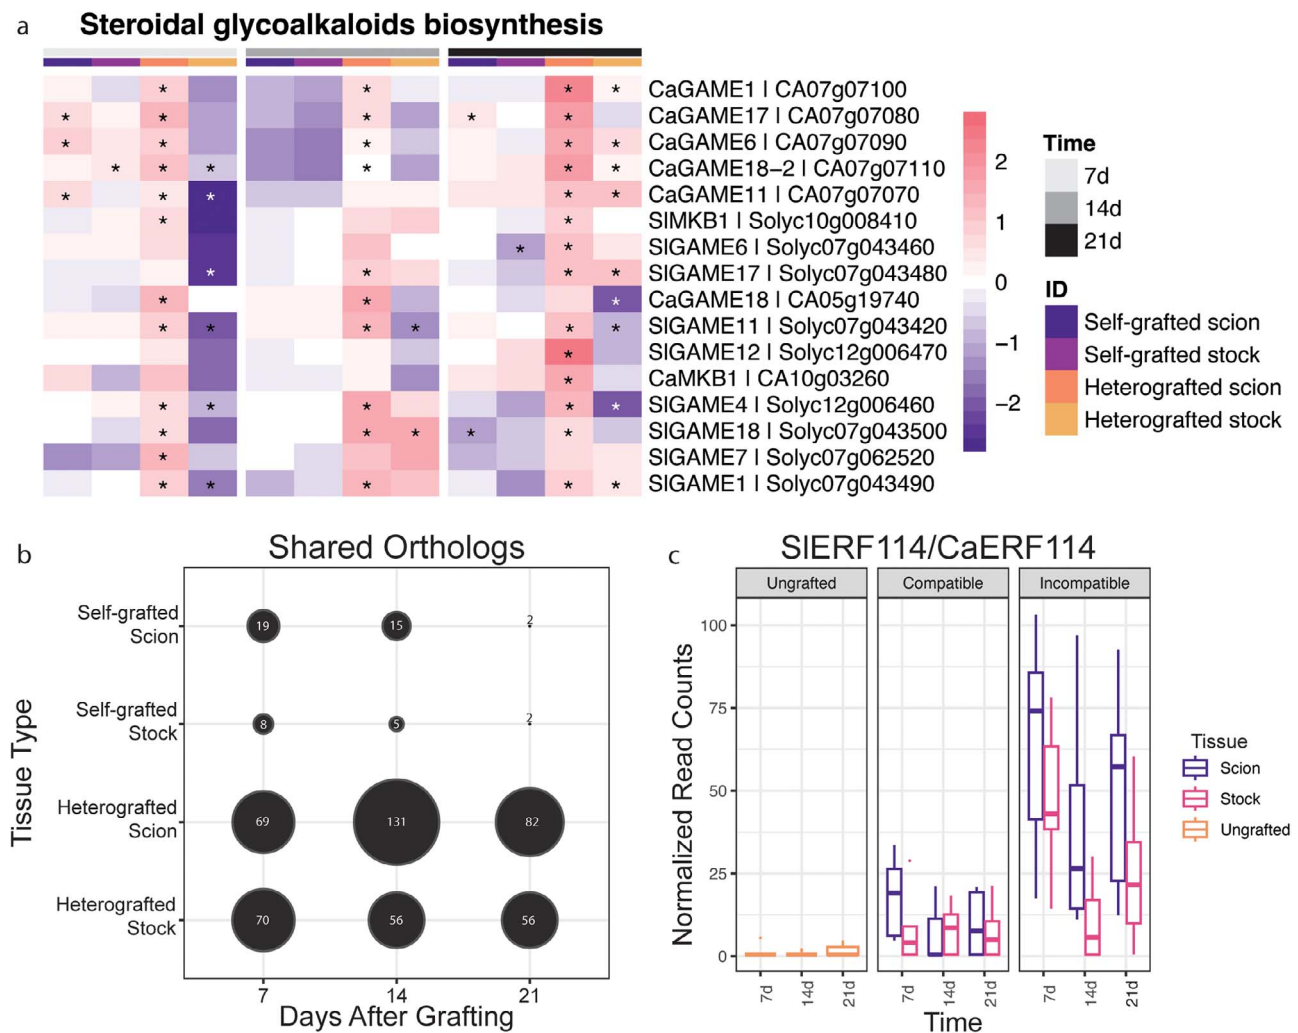 a
Steroidal glycoalkaloids biosynthesis
CaGAME1 | CA07g07100
CaGAME17 | CA07g07080
CaGAME6 | CA07g07090
CaGAME18-2 | CA07g07110
CaGAME11 | CA07g07070
SlMKB1 | Solyc10g008410
SlGAME6 | Solyc07g043460
SlGAME17 | Solyc07g043480
CaGAME18 | CA05g19740
SlGAME11 | Solyc07g043420
SlGAME12 | Solyc12g006470
CaMKB1 | CA10g03260
SlGAME4 | Solyc12g006460
SlGAME18 | Solyc07g043500
SlGAME7 | Solyc07g062520
SlGAME1 | Solyc07g043490
2
1
0
−1
−2
Time
7d
14d
21d
ID
Self-grafted scion
Self-grafted stock
Heterografted scion
Heterografted stock
b
Shared Orthologs
Tissue Type
Self-grafted
Scion
19
15
2
Self-grafted
Stock
8
5
2
Heterografted
Scion
69
131
82
Heterografted
Stock
70
56
56
7
14
21
Days After Grafting
c
SlERF114/CaERF114
Ungrafted
Compatible
Incompatible
Normalized Read Counts
100
75
50
25
0
7d
14d
21d
7d
14d
21d
7d
14d
21d
Time
Tissue
Scion
Stock
Ungrafted